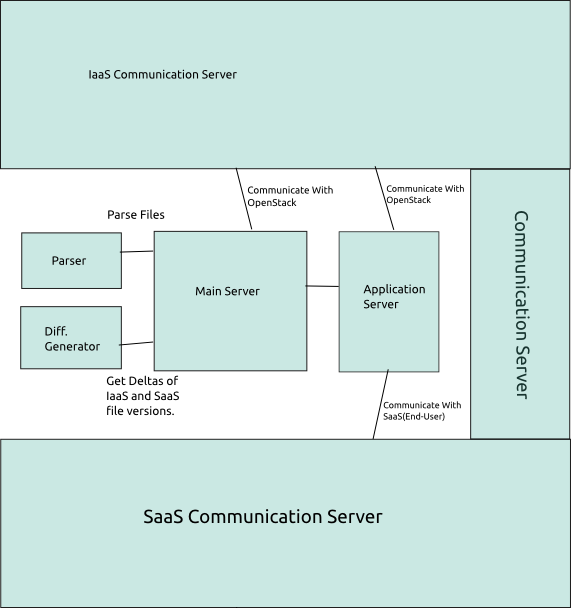 IaaS Communication Server
Communicate With
OpenStack
Communicate With
OpenStack
Parse Files
Parser
Main Server
Application
Server
Communication Server
Diff.
Generator
Get Deltas of
IaaS and SaaS
file versions.
Communicate With
SaaS(End-User)
SaaS Communication Server